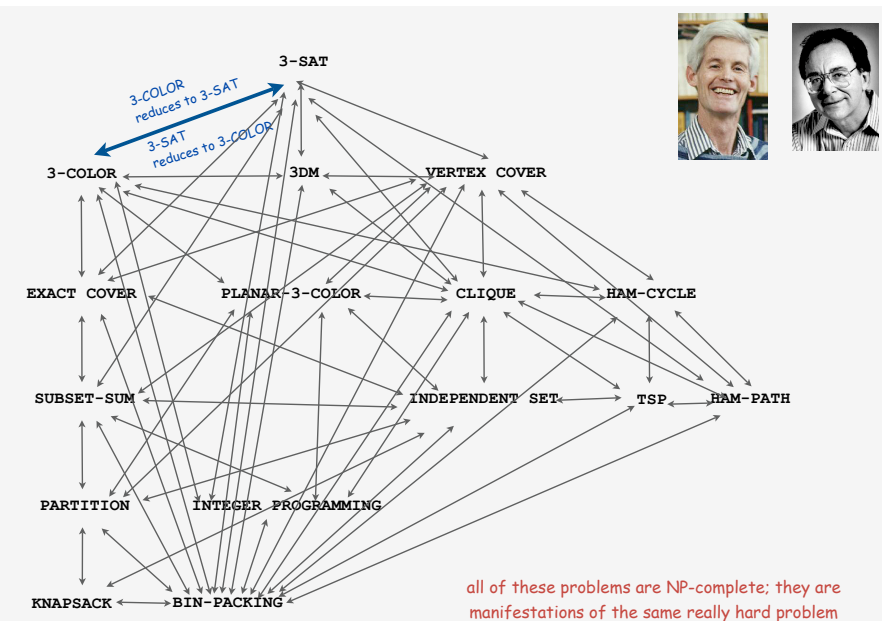 3-SAT
3-COLOR
reduces to 3-SAT
3-SAT
reduces to 3-COLOR
3-COLOR 3DM VERTEX COVER
EXACT COVER PLANAR-3-COLOR CLIQUE HAM-CYCLE
SUBSET-SUM INDEPENDENT SET TSP HAM-PATH
PARTITION INTEGER PROGRAMMING
KNAPSACK BIN-PACKING
all of these problems are NP-complete; they are
manifestations of the same really hard problem